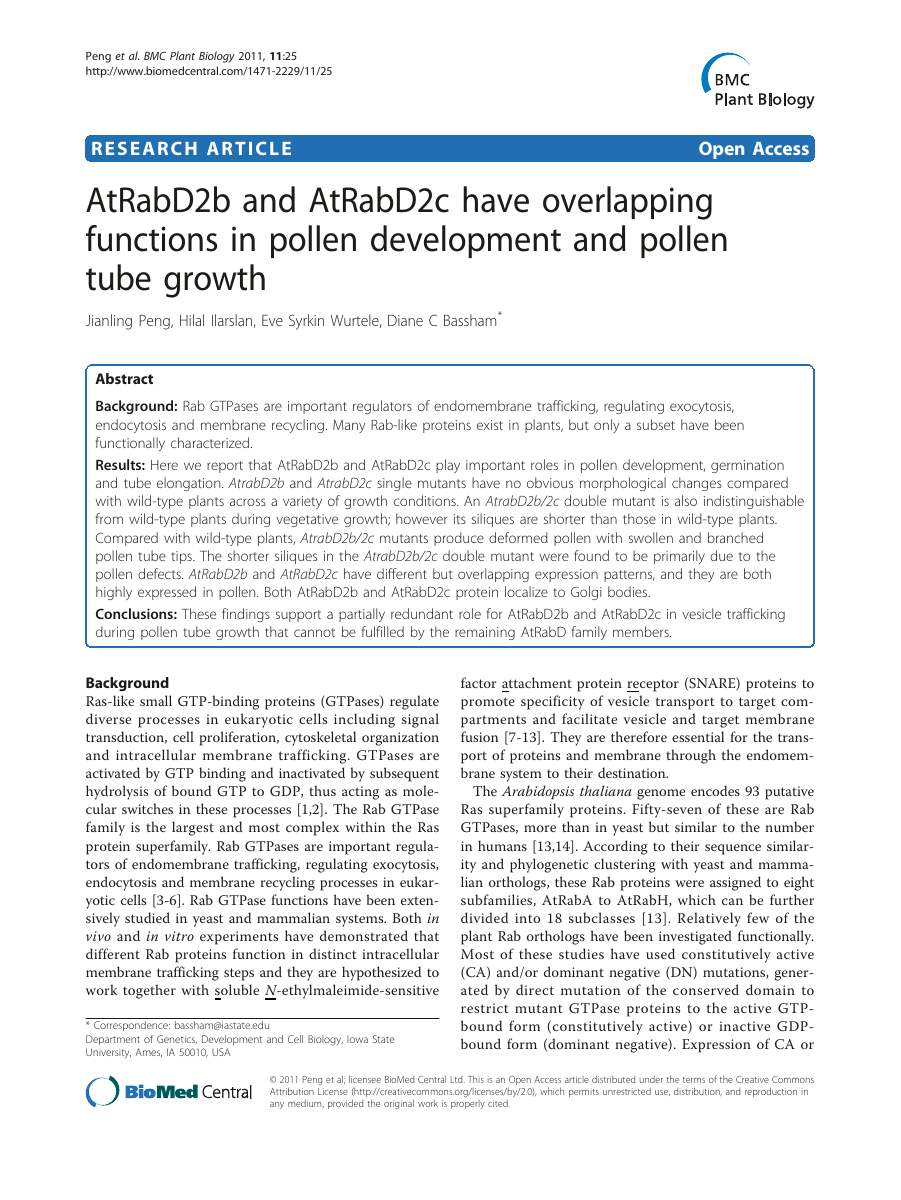 Peng et al. BMC Plant Biology 2011, 11:25
http://www.biomedcentral.com/1471-2229/11/25
BMC
Plant Biology
RESEARCH ARTICLE
Open Access
AtRabD2b and AtRabD2c have overlapping
functions in pollen development and pollen
tube growth
Jianling Peng, Hilal Ilarslan, Eve Syrkin Wurtele, Diane C Bassham*
Abstract
Background: Rab GTPases are important regulators of endomembrane trafficking, regulating exocytosis,
endocytosis and membrane recycling. Many Rab-like proteins exist in plants, but only a subset have been
functionally characterized.
Results: Here we report that AtRabD2b and AtRabD2c play important roles in pollen development, germination
and tube elongation. AtrabD2b and AtrabD2c single mutants have no obvious morphological changes compared
with wild-type plants across a variety of growth conditions. An AtrabD2b/2c double mutant is also indistinguishable
from wild-type plants during vegetative growth; however its siliques are shorter than those in wild-type plants.
Compared with wild-type plants, AtrabD2b/2c mutants produce deformed pollen with swollen and branched
pollen tube tips. The shorter siliques in the AtrabD2b/2c double mutant were found to be primarily due to the
pollen defects. AtRabD2b and AtRabD2c have different but overlapping expression patterns, and they are both
highly expressed in pollen. Both AtRabD2b and AtRabD2c protein localize to Golgi bodies.
Conclusions: These findings support a partially redundant role for AtRabD2b and AtRabD2c in vesicle trafficking
during pollen tube growth that cannot be fulfilled by the remaining AtRabD family members.
Background
Ras-like small GTP-binding proteins (GTPases) regulate
diverse processes in eukaryotic cells including signal
transduction, cell proliferation, cytoskeletal organization
and intracellular membrane trafficking. GTPases are
activated by GTP binding and inactivated by subsequent
hydrolysis of bound GTP to GDP, thus acting as mole-
cular switches in these processes [1,2]. The Rab GTPase
family is the largest and most complex within the Ras
protein superfamily. Rab GTPases are important regula-
tors of endomembrane trafficking, regulating exocytosis,
endocytosis and membrane recycling processes in eukar-
yotic cells [3-6]. Rab GTPase functions have been exten-
sively studied in yeast and mammalian systems. Both in
vivo and in vitro experiments have demonstrated that
different Rab proteins function in distinct intracellular
membrane trafficking steps and they are hypothesized to
work together with soluble N-ethylmaleimide-sensitive
factor attachment protein receptor (SNARE) proteins to
promote specificity of vesicle transport to target com-
partments and facilitate vesicle and target membrane
fusion [7-13]. They are therefore essential for the trans-
port of proteins and membrane through the endomem-
brane system to their destination.
The Arabidopsis thaliana genome encodes 93 putative
Ras superfamily proteins. Fifty-seven of these are Rab
GTPases, more than in yeast but similar to the number
in humans [13,14]. According to their sequence similar-
ity and phylogenetic clustering with yeast and mamma-
lian orthologs, these Rab proteins were assigned to eight
subfamilies, AtRabA to AtRabH, which can be further
divided into 18 subclasses [13]. Relatively few of the
plant Rab orthologs have been investigated functionally.
Most of these studies have used constitutively active
(CA) and/or dominant negative (DN) mutations, gener-
ated by direct mutation of the conserved domain to
restrict mutant GTPase proteins to the active GTP-
bound form (constitutively active) or inactive GDP-
bound form (dominant negative). Expression of CA or
* Correspondence: bassham@iastate.edu
Department of Genetics, Development and Cell Biology, Iowa State
University, Ames, IA 50010, USA
BioMed Central
© 2011 Peng et al; licensee BioMed Central Ltd. This is an Open Access article distributed under the terms of the Creative Commons
Attribution License (http://creativecommons.org/licenses/by/2.0), which permits unrestricted use, distribution, and reproduction in
any medium, provided the original work is properly cited.